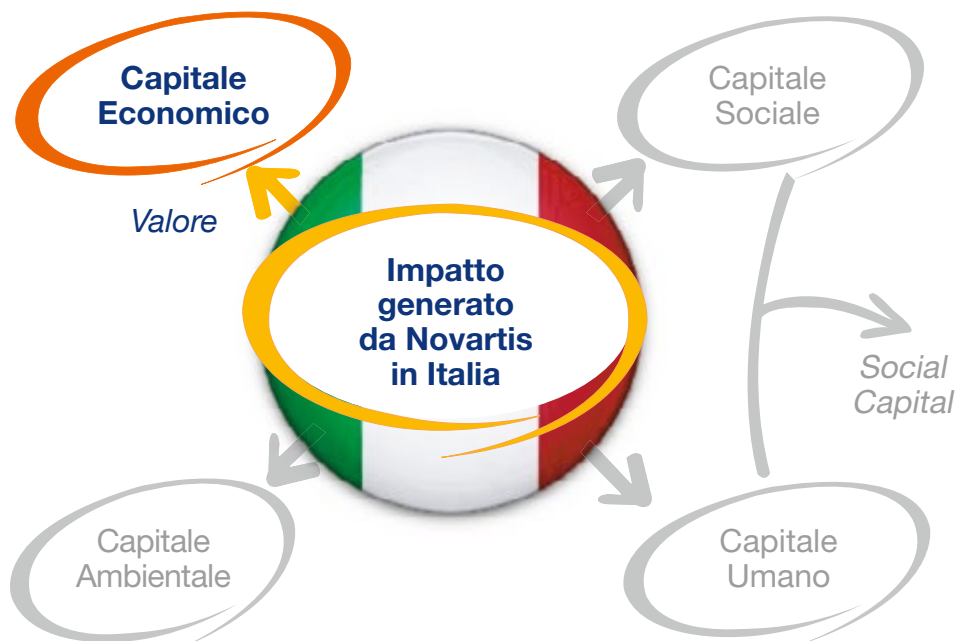 Capitale
Economico
Capitale
Sociale
Valore
Impatto
generato
da Novartis
in Italia
Social
Capital
Capitale
Ambientale
Capitale
Umano